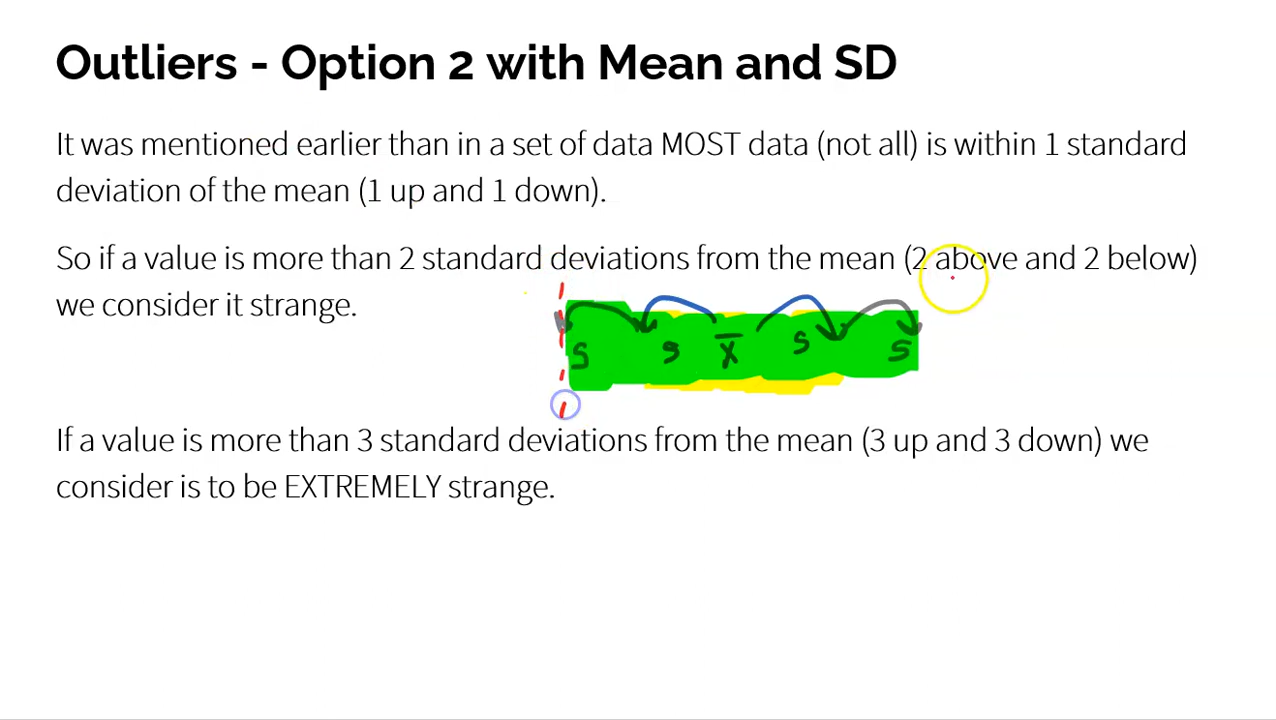 Outliers - Option 2 with Mean and SD
It was mentioned earlier than in a set of data MOST data (not all) is within 1 standard
deviation of the mean (1 up and 1 down).
So if a value is more than 2 standard deviations from the mean (2 above and 2 below)
we consider it strange.
S s x̅ s s
If a value is more than 3 standard deviations from the mean (3 up and 3 down) we
consider is to be EXTREMELY strange.